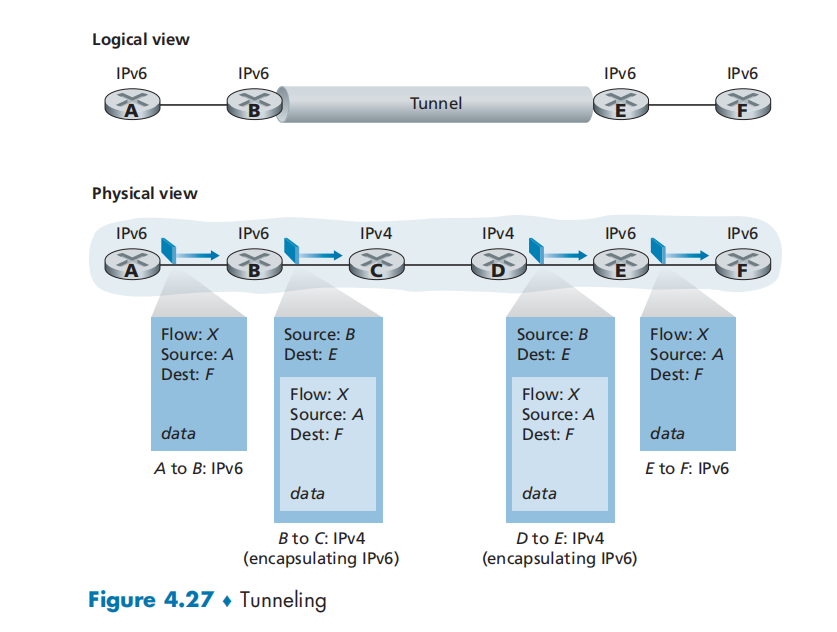 Logical view
IPv6 IPv6 IPv6 IPv6
A B Tunnel E F
Physical view
IPv6 IPv6 IPv4 IPv4 IPv6 IPv6
A B C D E F
Flow: X
Source: A
Dest: F
data
A to B: IPv6
Source: B
Dest: E
Flow: X
Source: A
Dest: F
data
B to C: IPv4
(encapsulating IPv6)
Source: B
Dest: E
Flow: X
Source: A
Dest: F
data
D to E: IPv4
(encapsulating IPv6)
Flow: X
Source: A
Dest: F
data
E to F: IPv6
Figure 4.27 ♦ Tunneling